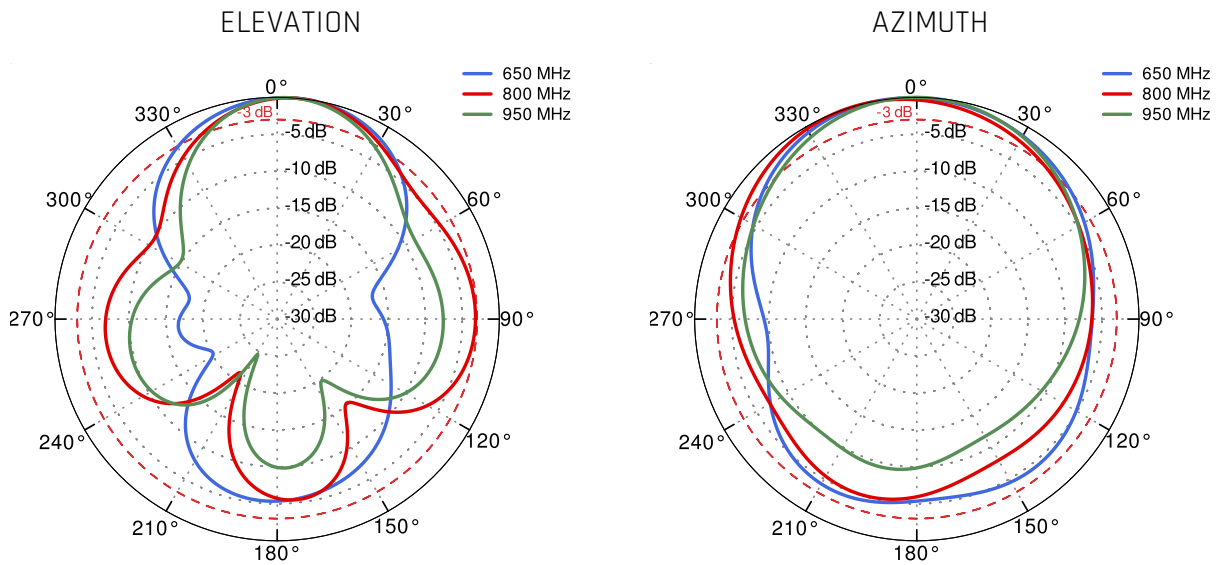 ELEVATION
650 MHz
800 MHz
950 MHz
0°
30°
60°
90°
120°
150°
180°
210°
240°
270°
300°
330°
-3 dB
-5 dB
-10 dB
-15 dB
-20 dB
-25 dB
-30 dB
AZIMUTH
650 MHz
800 MHz
950 MHz
0°
30°
60°
90°
120°
150°
180°
210°
240°
270°
300°
330°
-3 dB
-5 dB
-10 dB
-15 dB
-20 dB
-25 dB
-30 dB